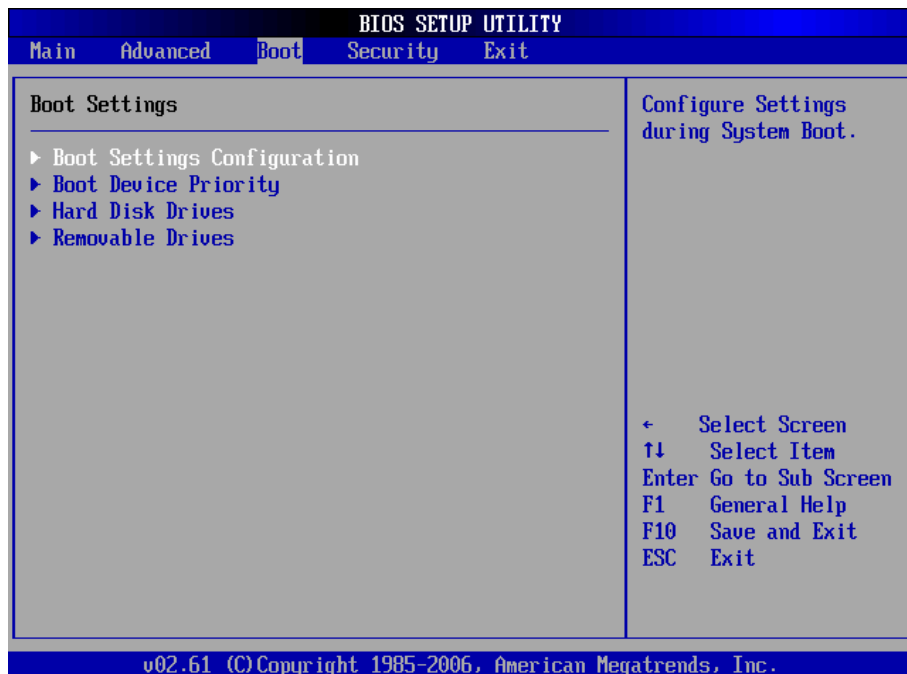 BIOS SETUP UTILITY
Main Advanced Boot Security Exit
Boot Settings
▶ Boot Settings Configuration
▶ Boot Device Priority
▶ Hard Disk Drives
▶ Removable Drives
Configure Settings
during System Boot.
← Select Screen
↑↓ Select Item
Enter Go to Sub Screen
F1 General Help
F10 Save and Exit
ESC Exit
v02.61 (C)Copyright 1985-2006, American Megatrends, Inc.